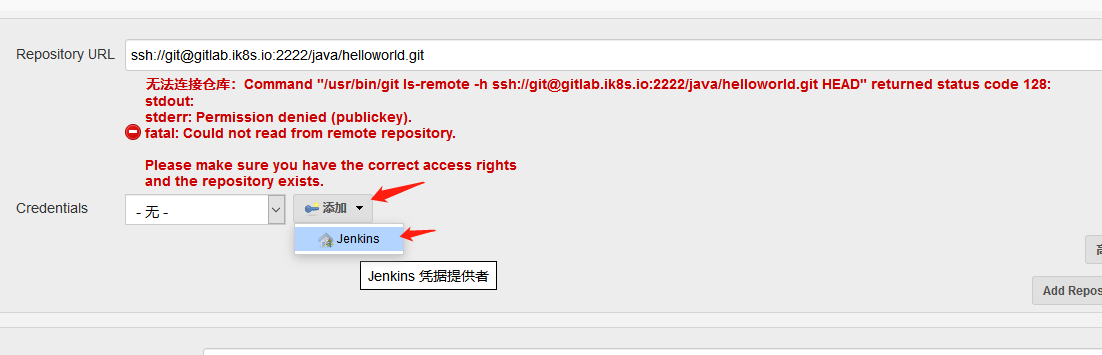 Repository URL ssh://git@gitlab.ik8s.io:2222/java/helloworld.git
无法连接仓库：Command "/usr/bin/git ls-remote -h ssh://git@gitlab.ik8s.io:2222/java/helloworld.git HEAD" returned status code 128:
stdout:
stderr: Permission denied (publickey).
fatal: Could not read from remote repository.
Please make sure you have the correct access rights
and the repository exists.
Credentials - 无 - 添加
Jenkins
Jenkins 凭据提供者
Add Repos